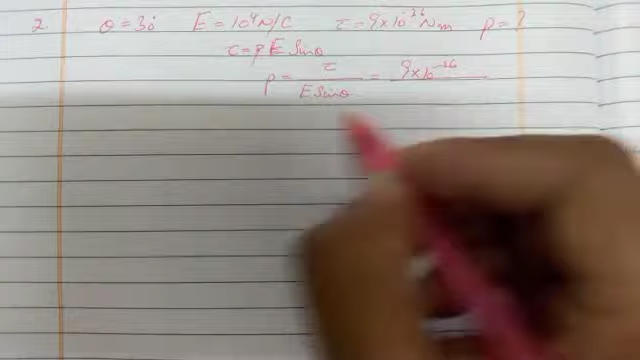 2. θ = 30° E = 10⁴ N/C τ = 9×10⁻²⁶ Nm p = ?
τ = p E Sinθ
p = τ / E Sinθ = 9×10⁻²⁶